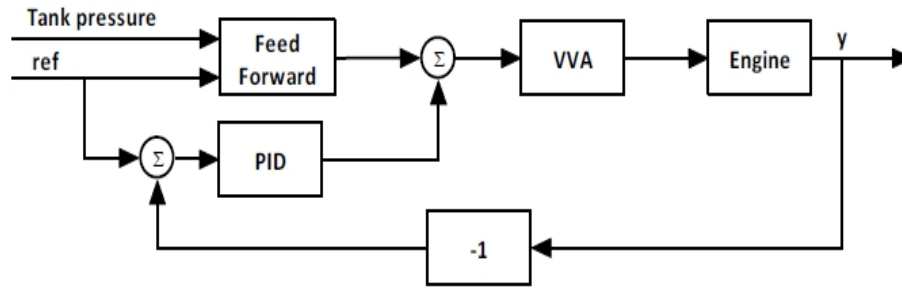 Tank pressure
ref
Feed
Forward
Σ
VVA
Engine
y
Σ
PID
-1